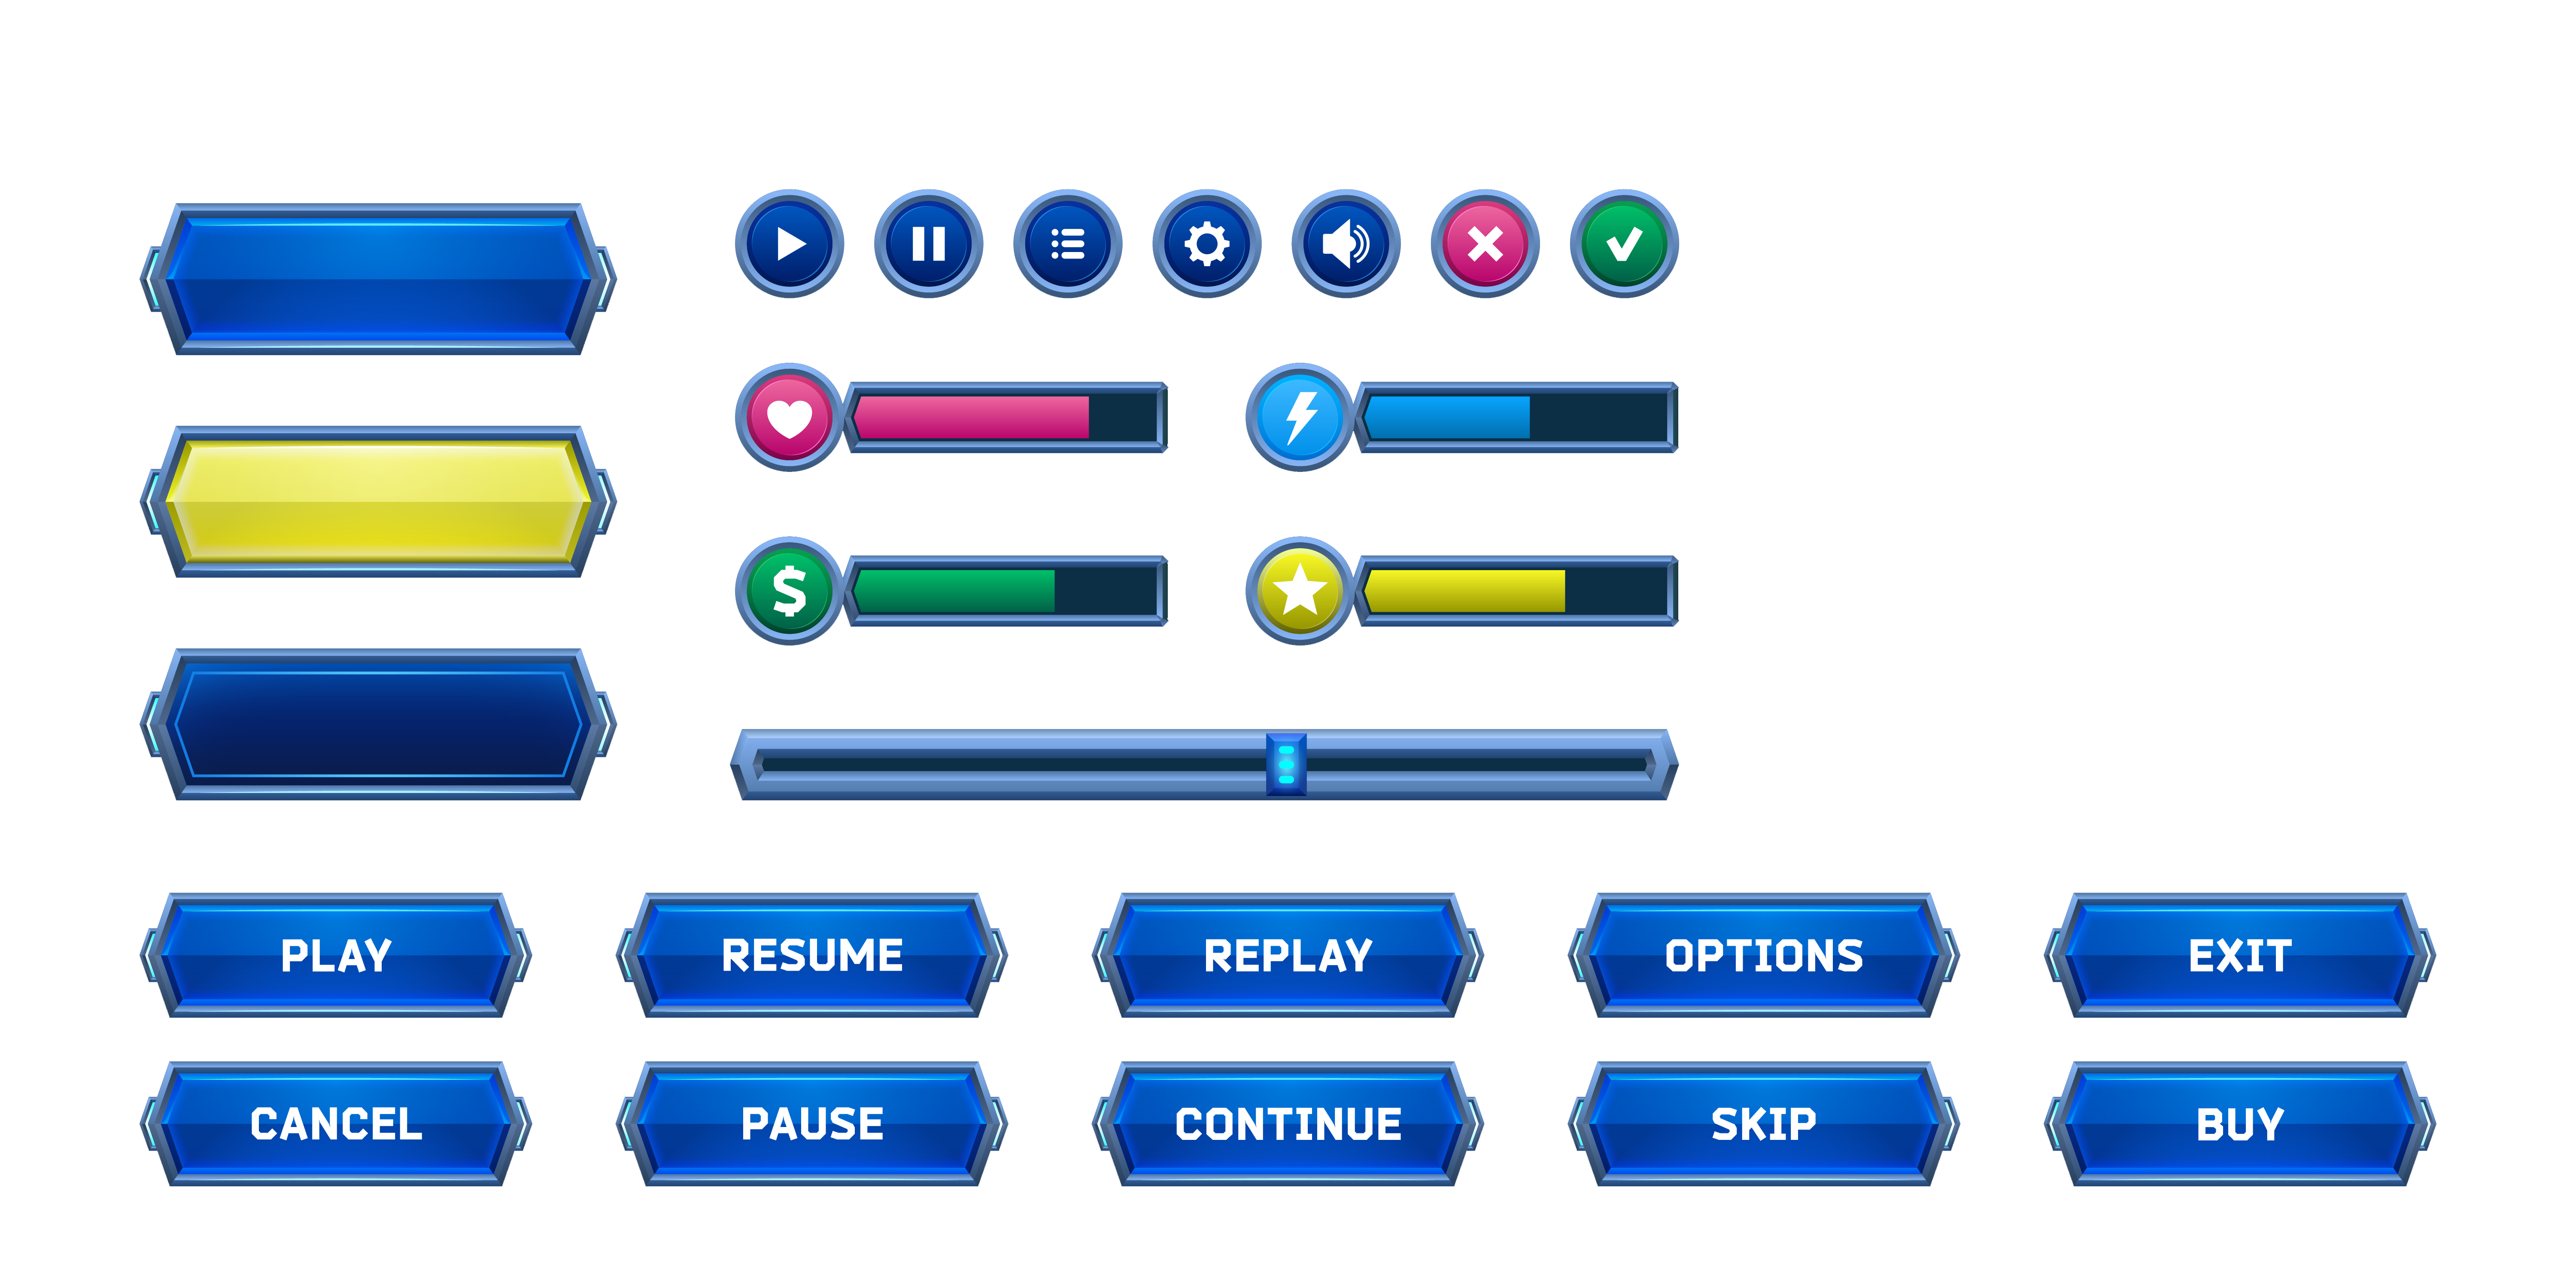 $
PLAY
RESUME
REPLAY
OPTIONS
EXIT
CANCEL
PAUSE
CONTINUE
SKIP
BUY